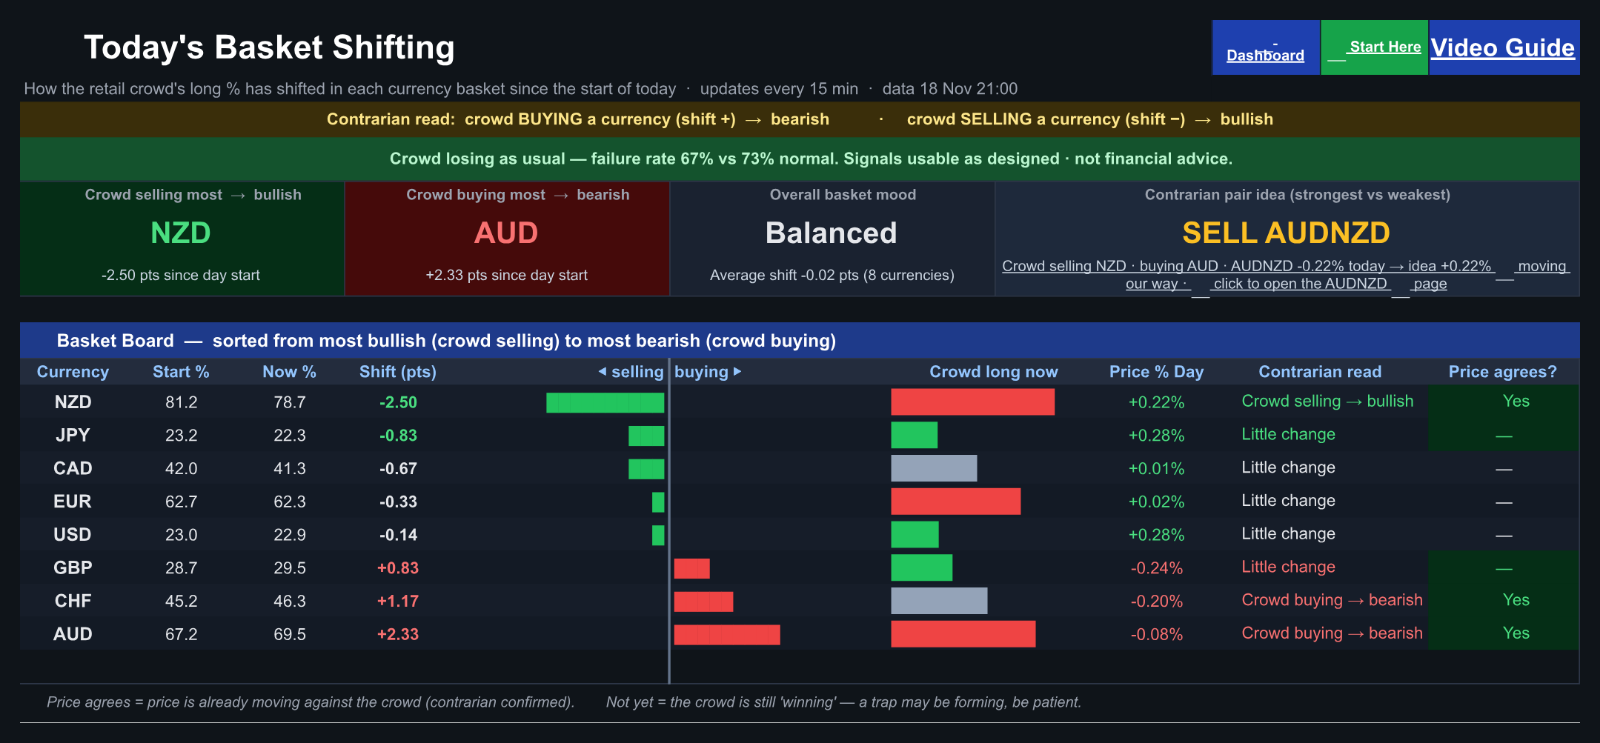 Today's Basket Shifting
Dashboard
Start Here
Video Guide
How the retail crowd's long % has shifted in each currency basket since the start of today · updates every 15 min · data 18 Nov 21:00
Contrarian read: crowd BUYING a currency (shift +) → bearish · crowd SELLING a currency (shift −) → bullish
Crowd losing as usual — failure rate 67% vs 73% normal. Signals usable as designed · not financial advice.
Crowd selling most → bullish
NZD
-2.50 pts since day start
Crowd buying most → bearish
AUD
+2.33 pts since day start
Overall basket mood
Balanced
Average shift -0.02 pts (8 currencies)
Contrarian pair idea (strongest vs weakest)
SELL AUDNZD
Crowd selling NZD · buying AUD · AUDNZD -0.22% today → idea +0.22% moving
our way · click to open the AUDNZD page
Basket Board — sorted from most bullish (crowd selling) to most bearish (crowd buying)
Currency Start % Now % Shift (pts) ◄ selling buying ► Crowd long now Price % Day Contrarian read Price agrees?
NZD 81.2 78.7 -2.50 +0.22% Crowd selling → bullish Yes
JPY 23.2 22.3 -0.83 +0.28% Little change —
CAD 42.0 41.3 -0.67 +0.01% Little change —
EUR 62.7 62.3 -0.33 +0.02% Little change —
USD 23.0 22.9 -0.14 +0.28% Little change —
GBP 28.7 29.5 +0.83 -0.24% Little change —
CHF 45.2 46.3 +1.17 -0.20% Crowd buying → bearish Yes
AUD 67.2 69.5 +2.33 -0.08% Crowd buying → bearish Yes
Price agrees = price is already moving against the crowd (contrarian confirmed). Not yet = the crowd is still 'winning' — a trap may be forming, be patient.